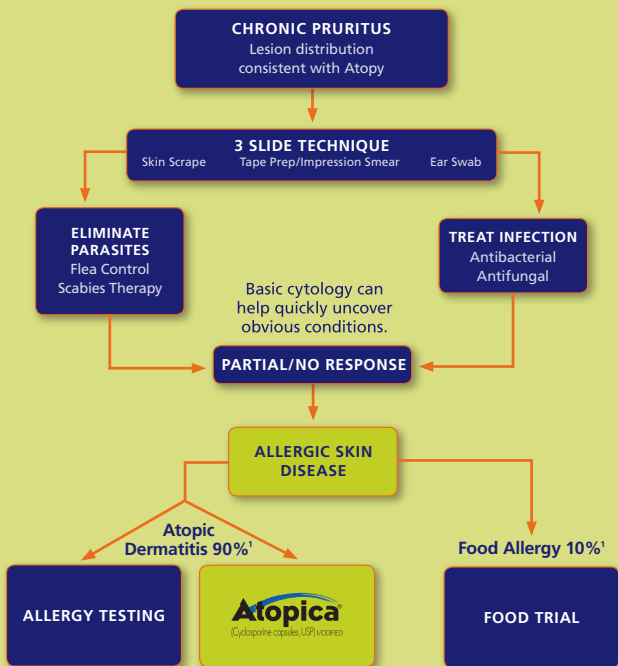 CHRONIC PRURITUS
Lesion distribution
consistent with Atopy
3 SLIDE TECHNIQUE
Skin Scrape Tape Prep/Impression Smear Ear Swab
ELIMINATE
PARASITES
Flea Control
Scabies Therapy
TREAT INFECTION
Antibacterial
Antifungal
Basic cytology can
help quickly uncover
obvious conditions.
PARTIAL/NO RESPONSE
ALLERGIC SKIN
DISEASE
Atopic
Dermatitis 90%¹
Food Allergy 10%¹
ALLERGY TESTING
Atopica®
(Cyclosporine capsules, USP) MODIFIED
FOOD TRIAL